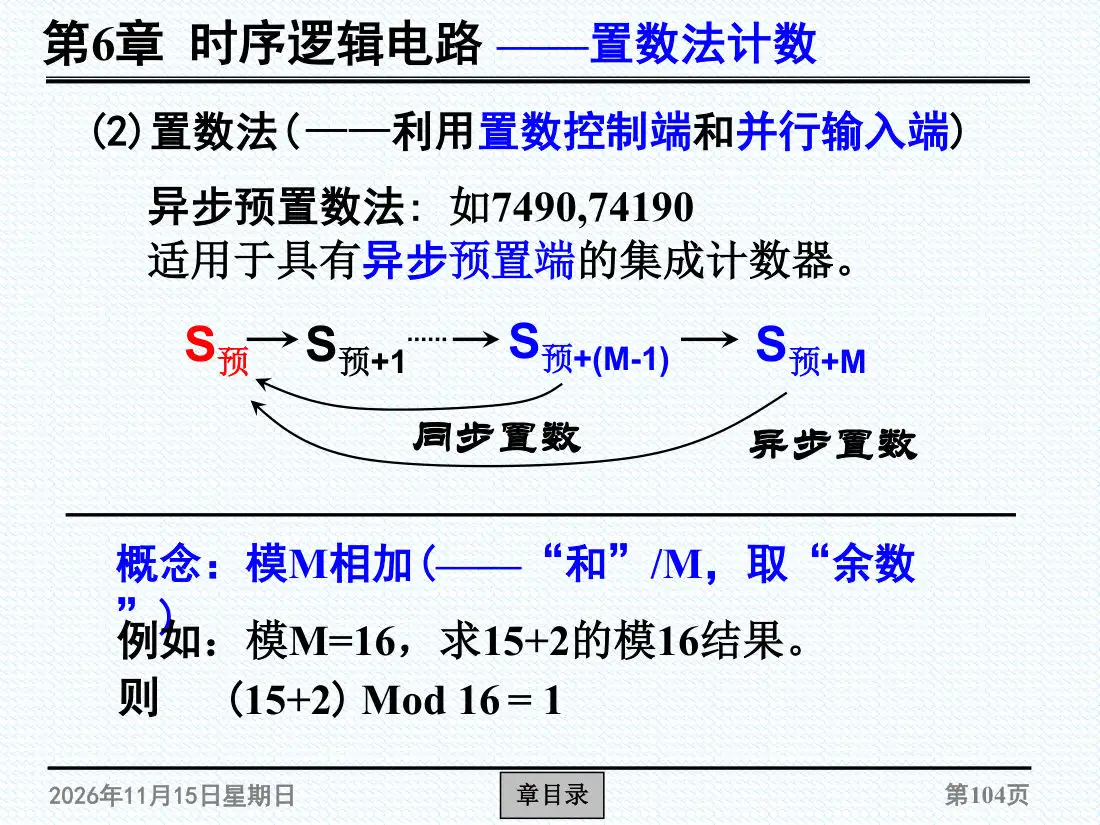 第6章 时序逻辑电路 ——置数法计数
(2)置数法(——利用置数控制端和并行输入端)
异步预置数法: 如7490,74190
适用于具有异步预置端的集成计数器。
S预 → S预+1 ...... → S预+(M-1) → S预+M
同步置数
异步置数
概念：模M相加(——“和”/M，取“余数
”)
例如：模M=16，求15+2的模16结果。
则 (15+2) Mod 16 = 1
2026年11月15日星期日
章目录
第104页